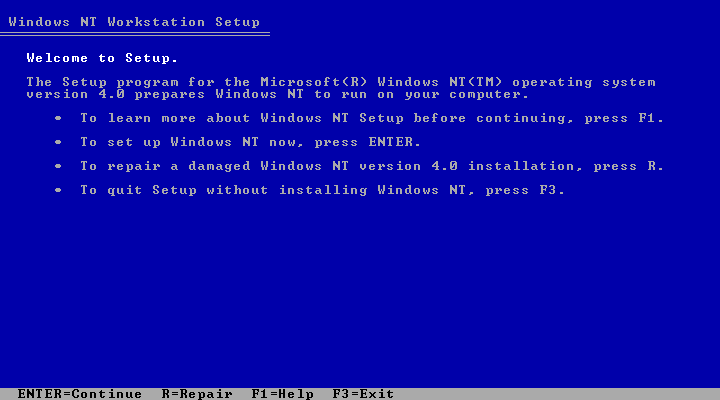 Windows NT Workstation Setup
Welcome to Setup.
The Setup program for the Microsoft(R) Windows NT(TM) operating system
version 4.0 prepares Windows NT to run on your computer.
• To learn more about Windows NT Setup before continuing, press F1.
• To set up Windows NT now, press ENTER.
• To repair a damaged Windows NT version 4.0 installation, press R.
• To quit Setup without installing Windows NT, press F3.
ENTER=Continue R=Repair F1=Help F3=Exit